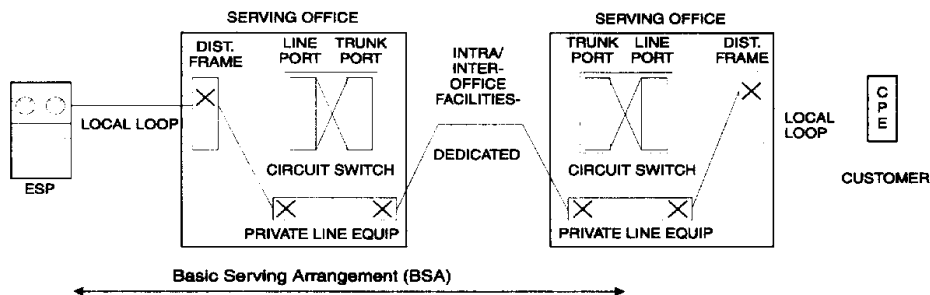 SERVING OFFICE
SERVING OFFICE
DIST.
FRAME
LINE
PORT
TRUNK
PORT
INTRA/
INTER-
OFFICE
FACILITIES-
TRUNK
PORT
LINE
PORT
DIST.
FRAME
LOCAL LOOP
LOCAL
LOOP
C
P
E
CIRCUIT SWITCH
DEDICATED
CIRCUIT SWITCH
ESP
CUSTOMER
PRIVATE LINE EQUIP
PRIVATE LINE EQUIP
Basic Serving Arrangement (BSA)